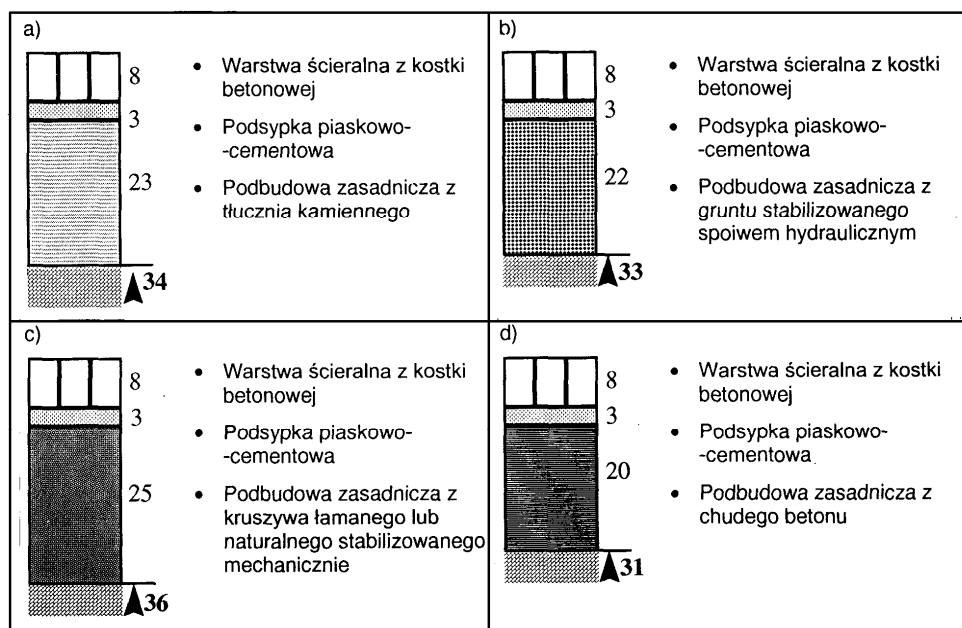 a)
8
3
23
34
• Warstwa ścieralna z kostki
betonowej
• Podsypka piaskowo-
-cementowa
• Podbudowa zasadnicza z
tłucznia kamiennego
b)
8
3
22
33
• Warstwa ścieralna z kostki
betonowej
• Podsypka piaskowo-
-cementowa
• Podbudowa zasadnicza z
gruntu stabilizowanego
spoiwem hydraulicznym
c)
8
3
25
36
• Warstwa ścieralna z kostki
betonowej
• Podsypka piaskowo-
-cementowa
• Podbudowa zasadnicza z
kruszywa łamanego lub
naturalnego stabilizowanego
mechanicznie
d)
8
3
20
31
• Warstwa ścieralna z kostki
betonowej
• Podsypka piaskowo-
-cementowa
• Podbudowa zasadnicza z
chudego betonu